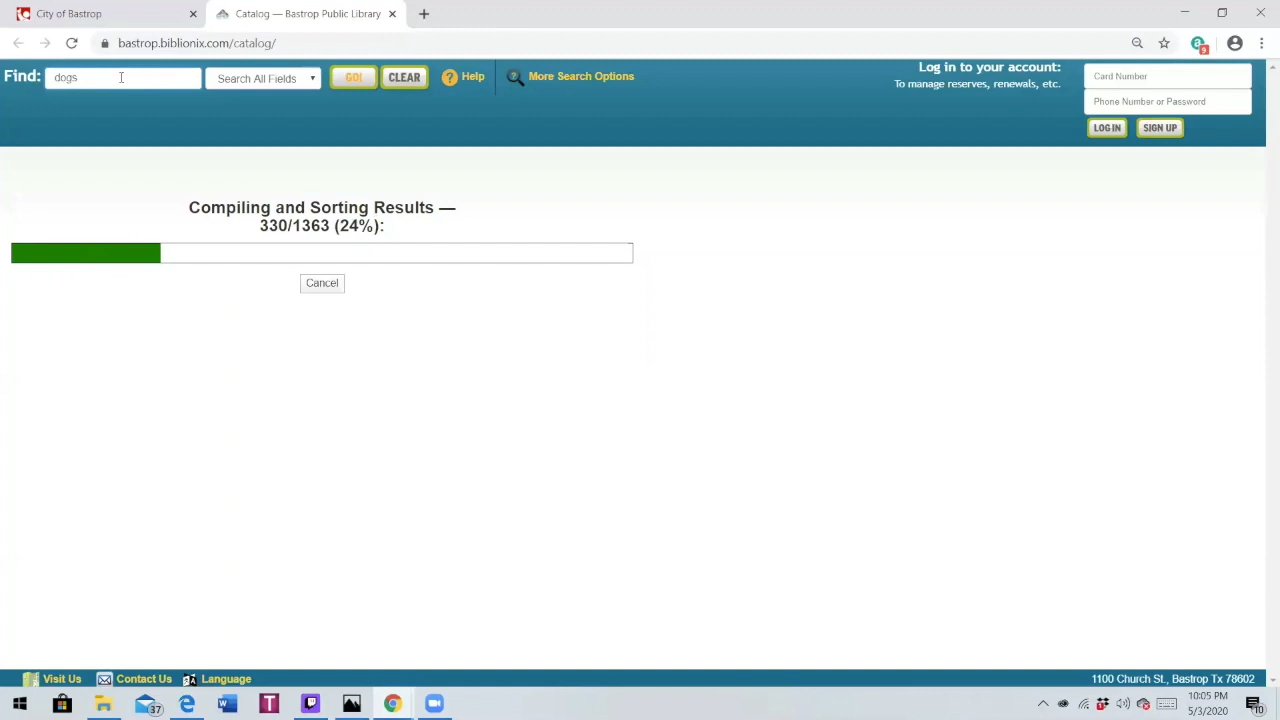 City of Bastrop
Catalog — Bastrop Public Library
bastrop.biblionix.com/catalog/
9
Find:
dogs
Search All Fields
GO!
CLEAR
? Help
More Search Options
Log in to your account:
To manage reserves, renewals, etc.
Card Number
Phone Number or Password
LOG IN
SIGN UP
Compiling and Sorting Results —
330/1363 (24%):
Cancel
Visit Us
Contact Us
Language
1100 Church St., Bastrop Tx 78602
37
W
T
10:05 PM
5/3/2020
10